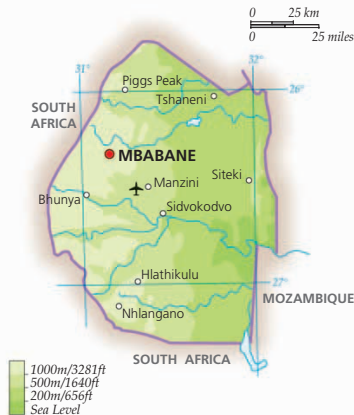 0 25 km
0 25 miles
31°
32°
Piggs Peak
26°
Tshaneni
SOUTH
AFRICA
MBABANE
Siteki
Manzini
Bhunya
Sidvokodvo
Hlathikulu
27°
MOZAMBIQUE
Nhlangano
SOUTH AFRICA
1000m/3281ft
500m/1640ft
200m/656ft
Sea Level